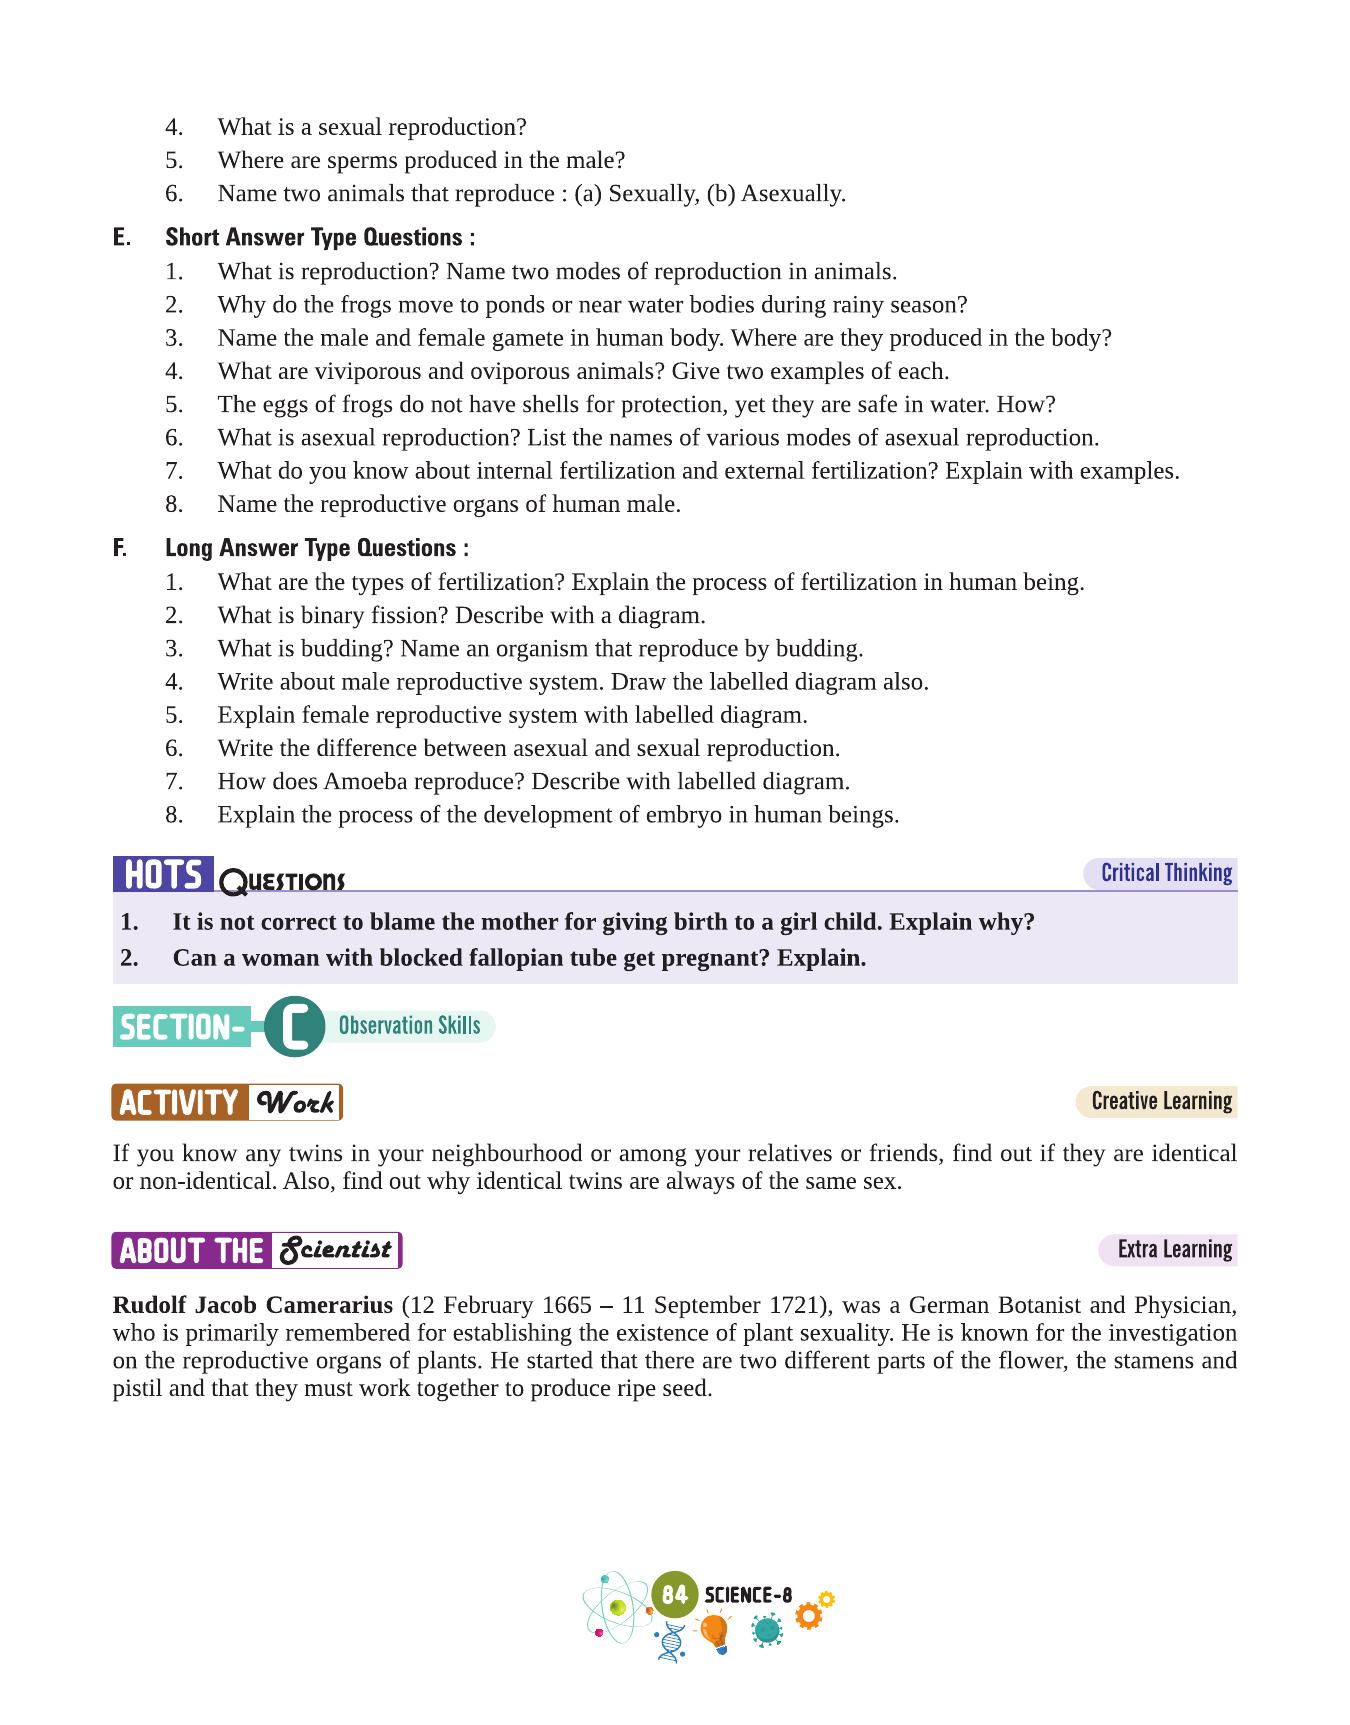 4. What is a sexual reproduction?
5. Where are sperms produced in the male?
6. Name two animals that reproduce : (a) Sexually, (b) Asexually.
E. Short Answer Type Questions :
1. What is reproduction? Name two modes of reproduction in animals.
2. Why do the frogs move to ponds or near water bodies during rainy season?
3. Name the male and female gamete in human body. Where are they produced in the body?
4. What are viviporous and oviporous animals? Give two examples of each.
5. The eggs of frogs do not have shells for protection, yet they are safe in water. How?
6. What is asexual reproduction? List the names of various modes of asexual reproduction.
7. What do you know about internal fertilization and external fertilization? Explain with examples.
8. Name the reproductive organs of human male.
F. Long Answer Type Questions :
1. What are the types of fertilization? Explain the process of fertilization in human being.
2. What is binary fission? Describe with a diagram.
3. What is budding? Name an organism that reproduce by budding.
4. Write about male reproductive system. Draw the labelled diagram also.
5. Explain female reproductive system with labelled diagram.
6. Write the difference between asexual and sexual reproduction.
7. How does Amoeba reproduce? Describe with labelled diagram.
8. Explain the process of the development of embryo in human beings.
HOTS Questions Critical Thinking
1. It is not correct to blame the mother for giving birth to a girl child. Explain why?
2. Can a woman with blocked fallopian tube get pregnant? Explain.
SECTION- C Observation Skills
ACTIVITY Work Creative Learning
If you know any twins in your neighbourhood or among your relatives or friends, find out if they are identical
or non-identical. Also, find out why identical twins are always of the same sex.
ABOUT THE Scientist Extra Learning
Rudolf Jacob Camerarius (12 February 1665 – 11 September 1721), was a German Botanist and Physician,
who is primarily remembered for establishing the existence of plant sexuality. He is known for the investigation
on the reproductive organs of plants. He started that there are two different parts of the flower, the stamens and
pistil and that they must work together to produce ripe seed.
84 SCIENCE-8